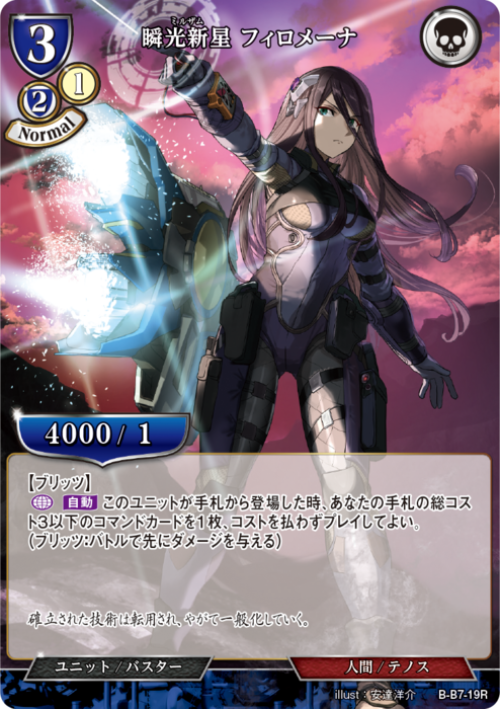 3
ミルザム
瞬光新星 フィロメーナ
2
1
Normal
4000 / 1
【ブリッツ】
自動 このユニットが手札から登場した時、あなたの手札の総コス
ト3以下のコマンドカードを1枚、コストを払わずプレイしてよい。
(ブリッツ：バトルで先にダメージを与える)
確立された技術は転用され、やがて一般化していく。
ユニット / バスター
人間 / テノス
illust：安達洋介
B-B7-19R